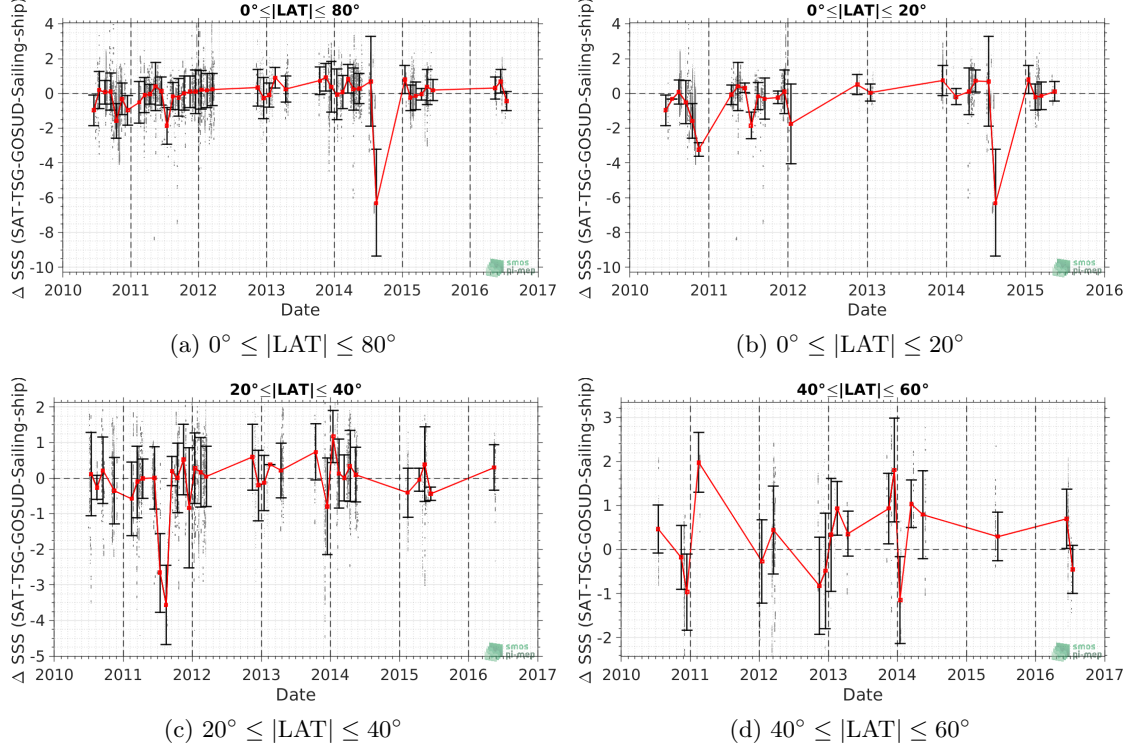 0°≤|LAT|≤ 80°
Δ SSS (SAT-TSG-GOSUD-Sailing-ship)
4
2
0
-2
-4
-6
-8
-10
2010 2011 2012 2013 2014 2015 2016 2017
Date
smos
pi-mep
(a) 0° ≤ |LAT| ≤ 80°
0°≤|LAT|≤ 20°
Δ SSS (SAT-TSG-GOSUD-Sailing-ship)
4
2
0
-2
-4
-6
-8
-10
2010 2011 2012 2013 2014 2015 2016
Date
smos
pi-mep
(b) 0° ≤ |LAT| ≤ 20°
20°≤|LAT|≤ 40°
Δ SSS (SAT-TSG-GOSUD-Sailing-ship)
2
1
0
-1
-2
-3
-4
-5
2010 2011 2012 2013 2014 2015 2016 2017
Date
smos
pi-mep
(c) 20° ≤ |LAT| ≤ 40°
40°≤|LAT|≤ 60°
Δ SSS (SAT-TSG-GOSUD-Sailing-ship)
3
2
1
0
-1
-2
2010 2011 2012 2013 2014 2015 2016 2017
Date
smos
pi-mep
(d) 40° ≤ |LAT| ≤ 60°